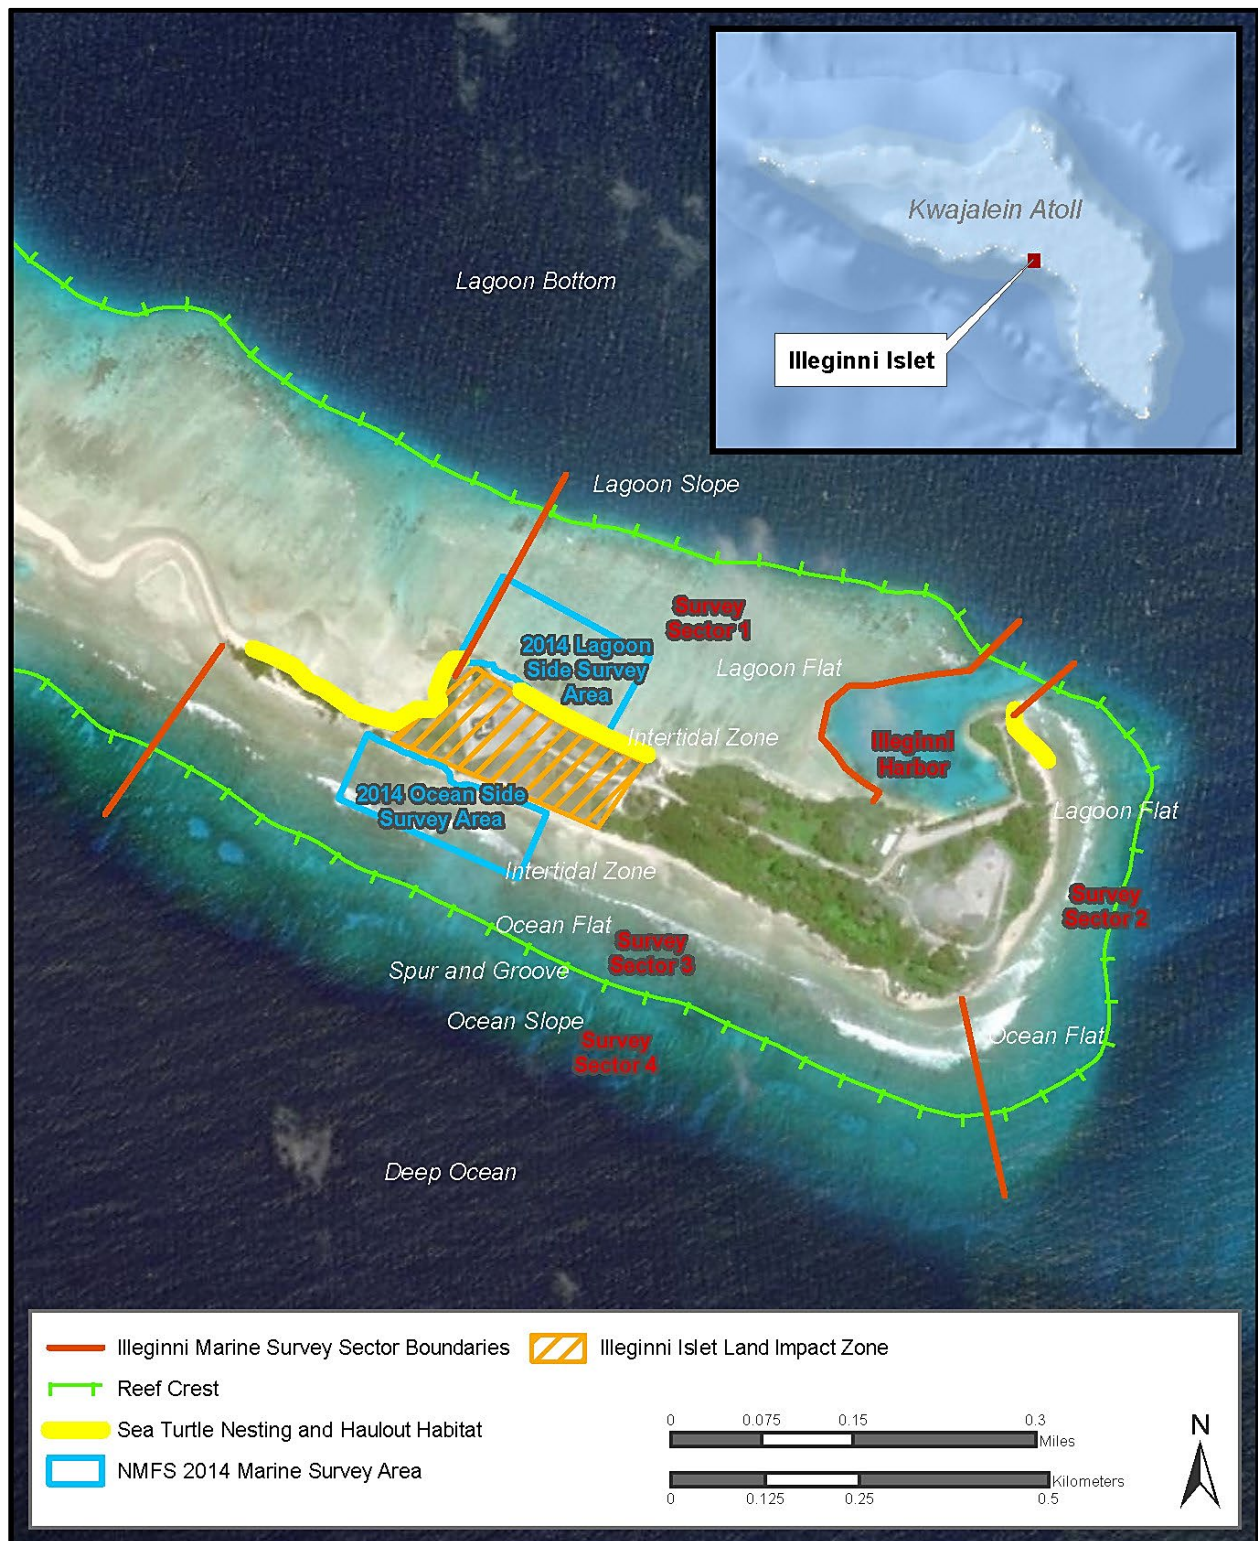 Kwajalein Atoll
Illeginni Islet
Lagoon Bottom
Lagoon Slope
Survey
Sector 1
2014 Lagoon
Side Survey
Area
Lagoon Flat
Intertidal Zone
Illeginni
Harbor
2014 Ocean Side
Survey Area
Lagoon Flat
Intertidal Zone
Survey
Sector 2
Ocean Flat
Survey
Sector 3
Spur and Groove
Ocean Slope
Ocean Flat
Survey
Sector 4
Deep Ocean
Illeginni Marine Survey Sector Boundaries
Illeginni Islet Land Impact Zone
Reef Crest
Sea Turtle Nesting and Haulout Habitat
NMFS 2014 Marine Survey Area
0 0.075 0.15 0.3
Miles
Kilometers
0 0.125 0.25 0.5
N